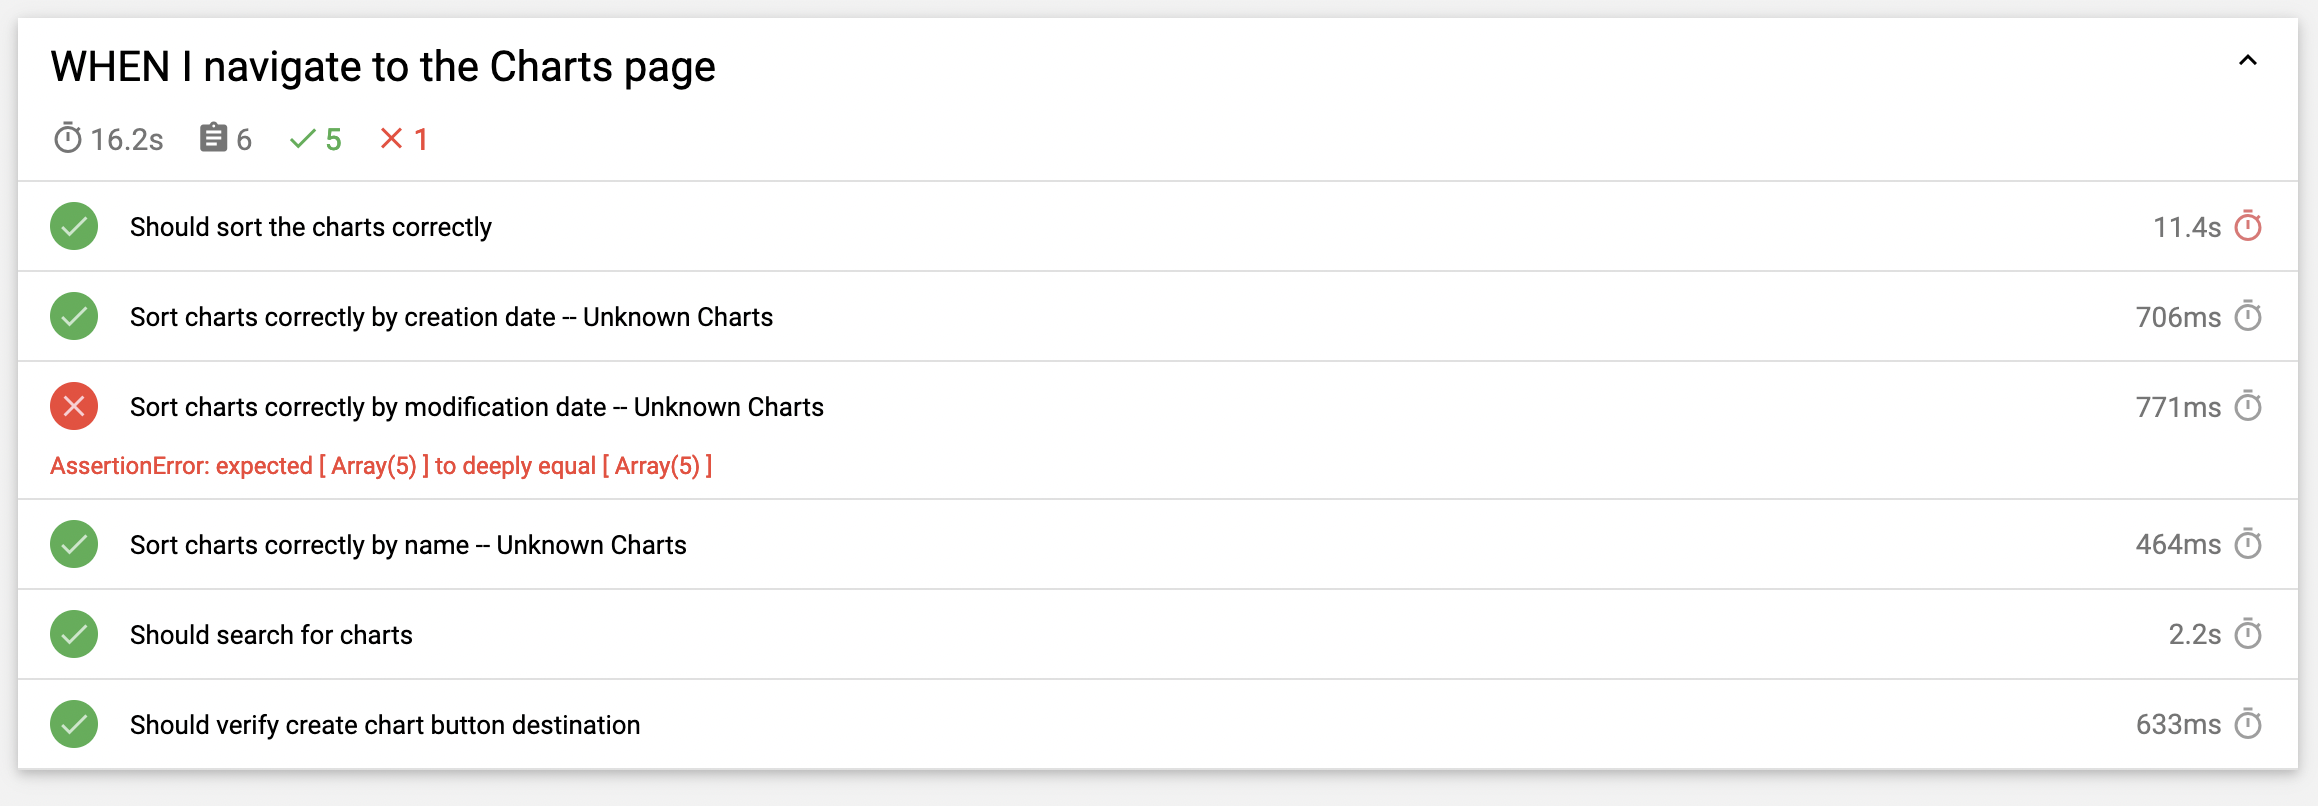 WHEN I navigate to the Charts page
16.2s 6 5 1
Should sort the charts correctly 11.4s
Sort charts correctly by creation date -- Unknown Charts 706ms
Sort charts correctly by modification date -- Unknown Charts 771ms
AssertionError: expected [ Array(5) ] to deeply equal [ Array(5) ]
Sort charts correctly by name -- Unknown Charts 464ms
Should search for charts 2.2s
Should verify create chart button destination 633ms